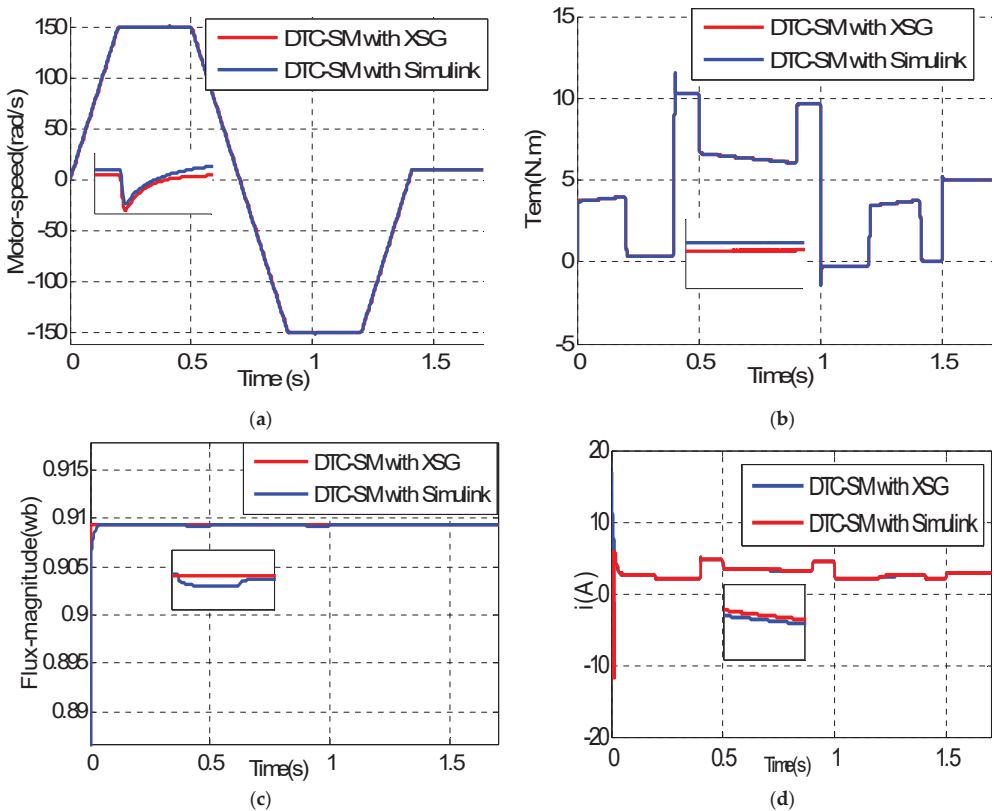 150
100
50
0
-50
-100
-150
Motor-speed(rad/s)
DTC-SM with XSG
DTC-SM with Simulink
0
0.5
1
1.5
Time (s)
(a)
15
10
5
0
-5
Tem(N.m)
DTC-SM with XSG
DTC-SM with Simulink
0
0.5
1
1.5
Time(s)
(b)
0.915
0.91
0.905
0.9
0.895
0.89
Flux-magnitude(wb)
DTC-SM with XSG
DTC-SM with Simulink
0
0.5
1
1.5
Time(s)
(c)
20
10
-0
-10
-20
i(A)
DTC-SM with XSG
DTC-SM with Simulink
0
0.5
1
1.5
Time(s)
(d)